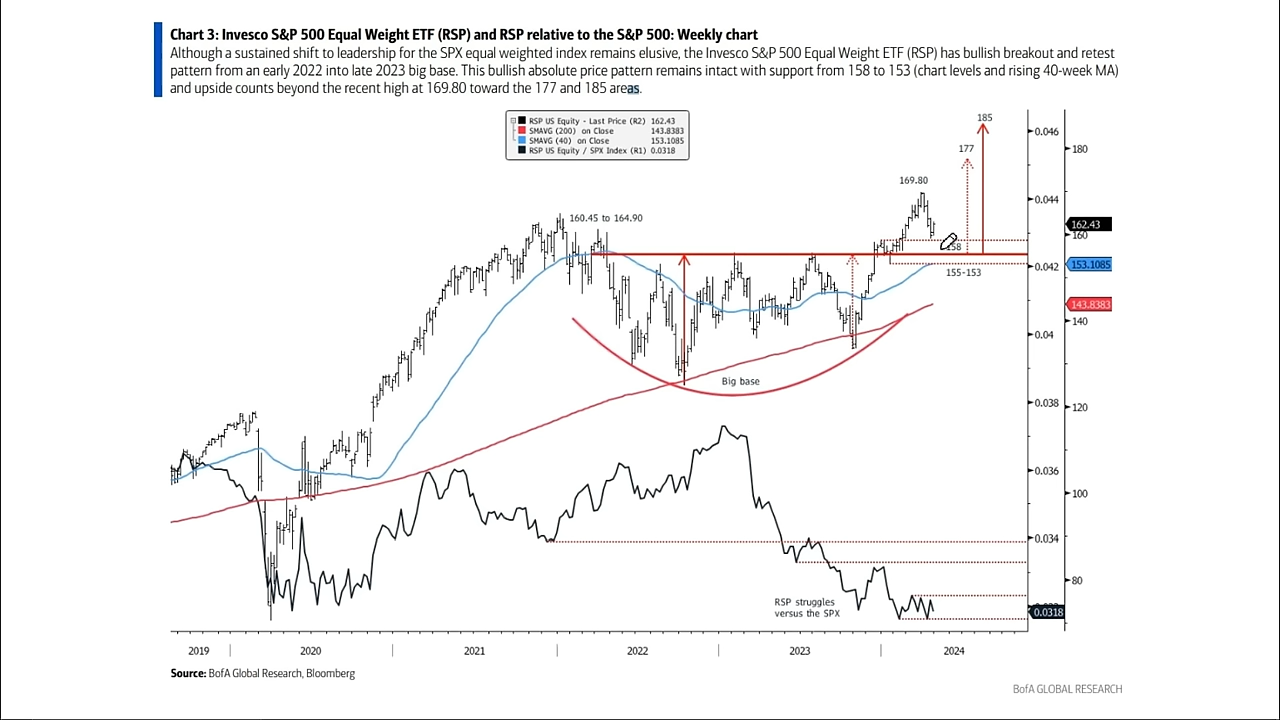 Chart 3: Invesco S&P 500 Equal Weight ETF (RSP) and RSP relative to the S&P 500: Weekly chart
Although a sustained shift to leadership for the SPX equal weighted index remains elusive, the Invesco S&P 500 Equal Weight ETF (RSP) has bullish breakout and retest
pattern from an early 2022 into late 2023 big base. This bullish absolute price pattern remains intact with support from 158 to 153 (chart levels and rising 40-week MA)
and upside counts beyond the recent high at 169.80 toward the 177 and 185 areas.
RSP US Equity - Last Price (R2) 162.43
SMAVG (200) on Close 143.8383
SMAVG (40) on Close 153.1085
RSP US Equity / SPX Index (R1) 0.0318
185
177
169.80
160.45 to 164.90
158
155-153
Big base
RSP struggles
versus the SPX
0.046
0.044
0.042
0.04
0.038
0.036
0.034
0.0318
180
162.43
160
153.1085
143.8383
140
120
100
80
2019 2020 2021 2022 2023 2024
Source: BofA Global Research, Bloomberg
BofA GLOBAL RESEARCH